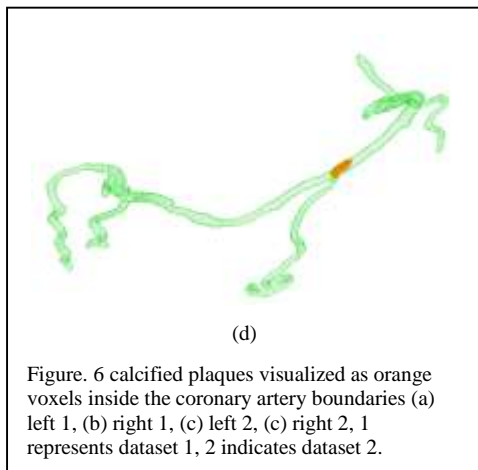 (d)
Figure. 6 calcified plaques visualized as orange
voxels inside the coronary artery boundaries (a)
left 1, (b) right 1, (c) left 2, (c) right 2, 1
represents dataset 1, 2 indicates dataset 2.